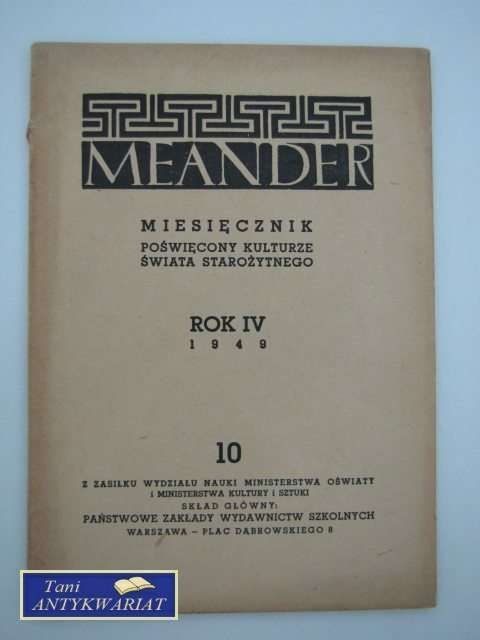 MEANDER
MIESIĘCZNIK
POŚWIĘCONY KULTURZE
ŚWIATA STAROŻYTNEGO
ROK IV
1949
10
Z ZASIŁKU WYDZIAŁU NAUKI MINISTERSTWA OŚWIATY
I MINISTERSTWA KULTURY I SZTUKI
SKŁAD GŁÓWNY:
PAŃSTWOWE ZAKŁADY WYDAWNICTW SZKOLNYCH
WARSZAWA – PLAC DĄBROWSKIEGO 8
Tani
ANTYKWARIAT